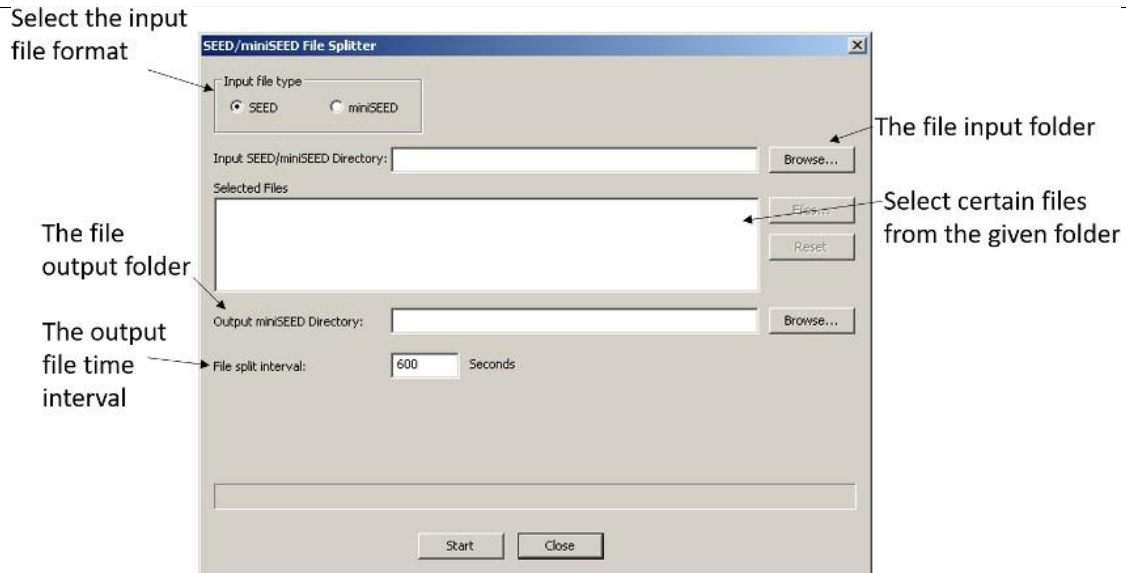 Select the input
file format
SEED/miniSEED File Splitter
Input file type
SEED
miniSEED
The file input folder
Input SEED/miniSEED Directory:
Browse...
Selected Files
Files...
Select certain files
from the given folder
Reset
The file
output folder
Output miniSEED Directory:
Browse...
The output
file time
interval
File split interval:
600
Seconds
Start
Close